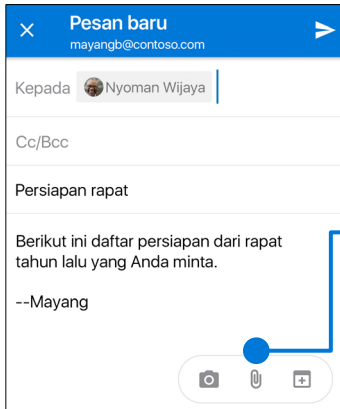 Pesan baru
mayangb@contoso.com
Kepada Nyoman Wijaya
Cc/Bcc
Persiapan rapat
Berikut ini daftar persiapan dari rapat
tahun lalu yang Anda minta.
--Mayang